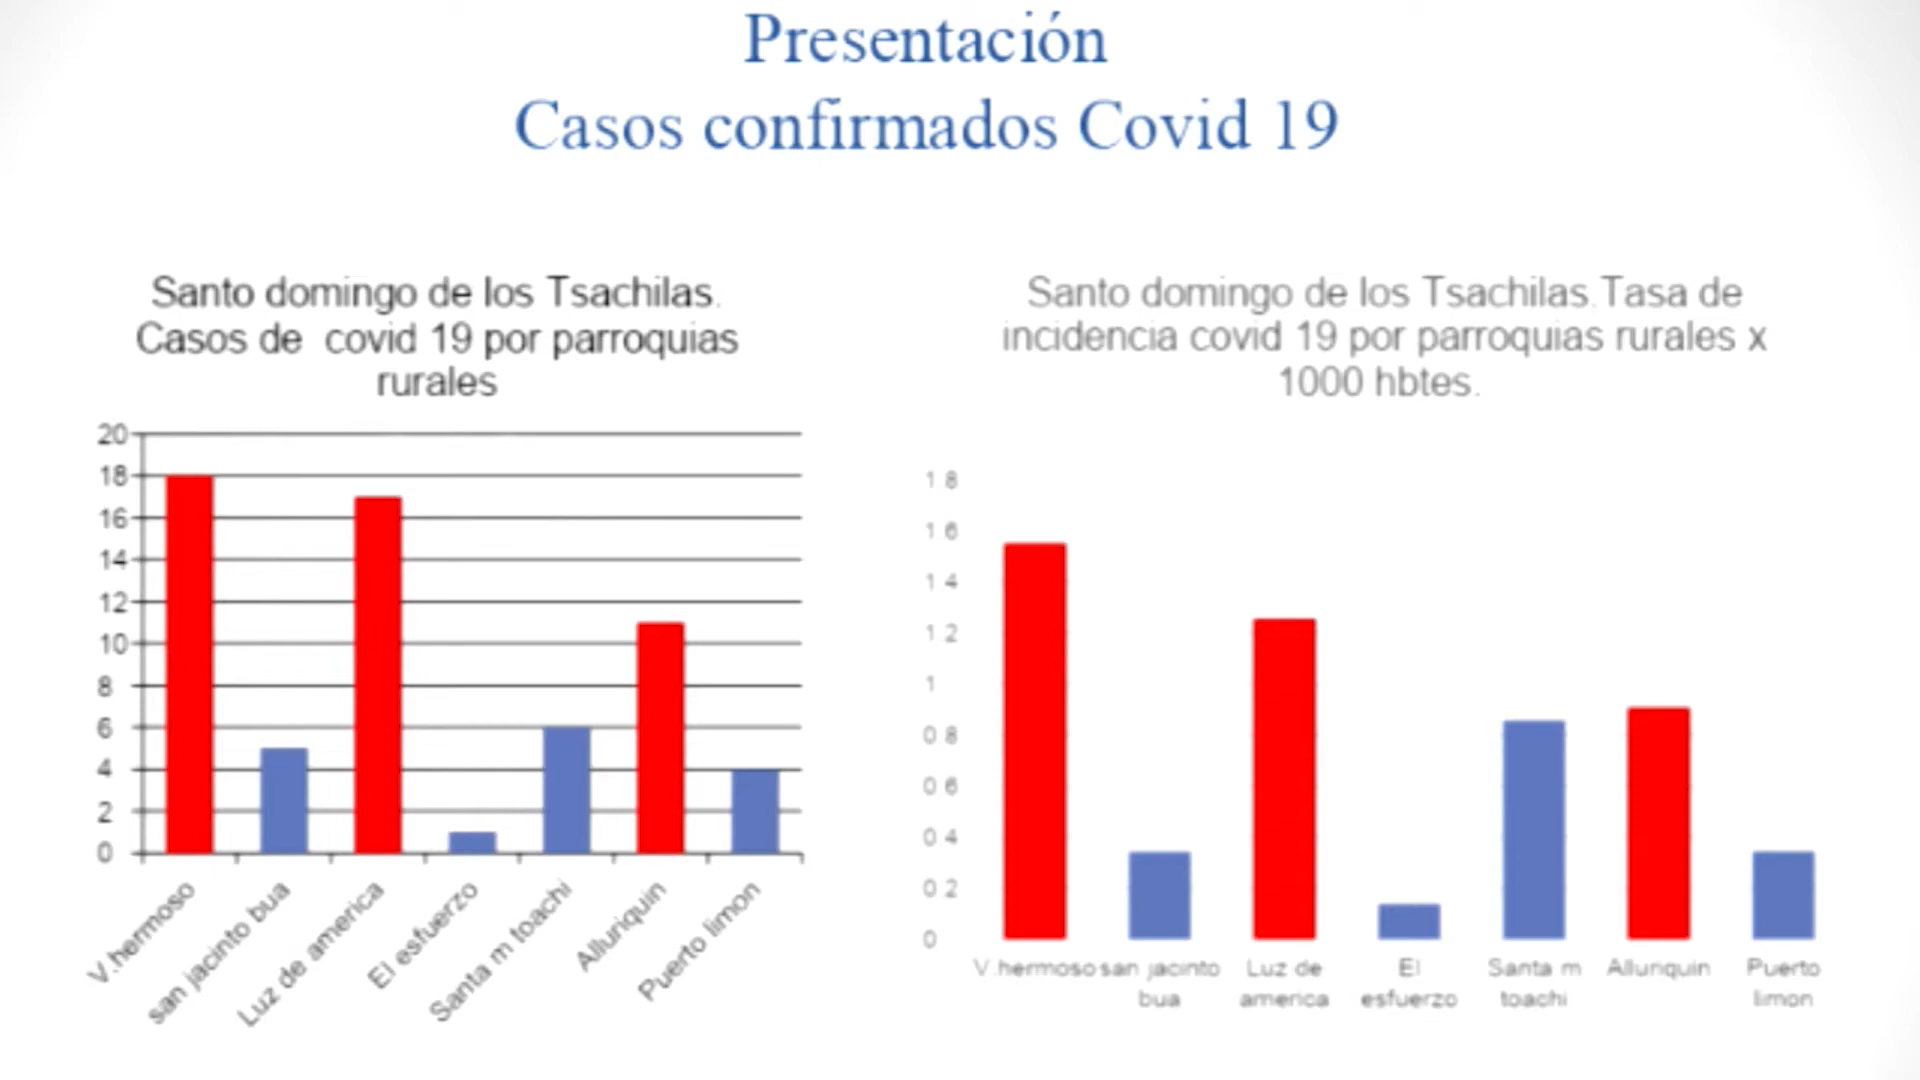 Presentación
Casos confirmados Covid 19
Santo domingo de los Tsachilas.
Casos de covid 19 por parroquias
rurales
20
18
16
14
12
10
8
6
4
2
0
V.hermoso
san jacinto bua
Luz de america
El esfuerzo
Santa m toachi
Alluriquin
Puerto limon
Santo domingo de los Tsachilas.Tasa de
incidencia covid 19 por parroquias rurales x
1000 hbtes.
1 8
1 6
1 4
1 2
1
0 8
0 6
0 4
0 2
0
V.hermoso
san jacinto
bua
Luz de
america
El
esfuerzo
Santa m
toachi
Alluriquin
Puerto
limon